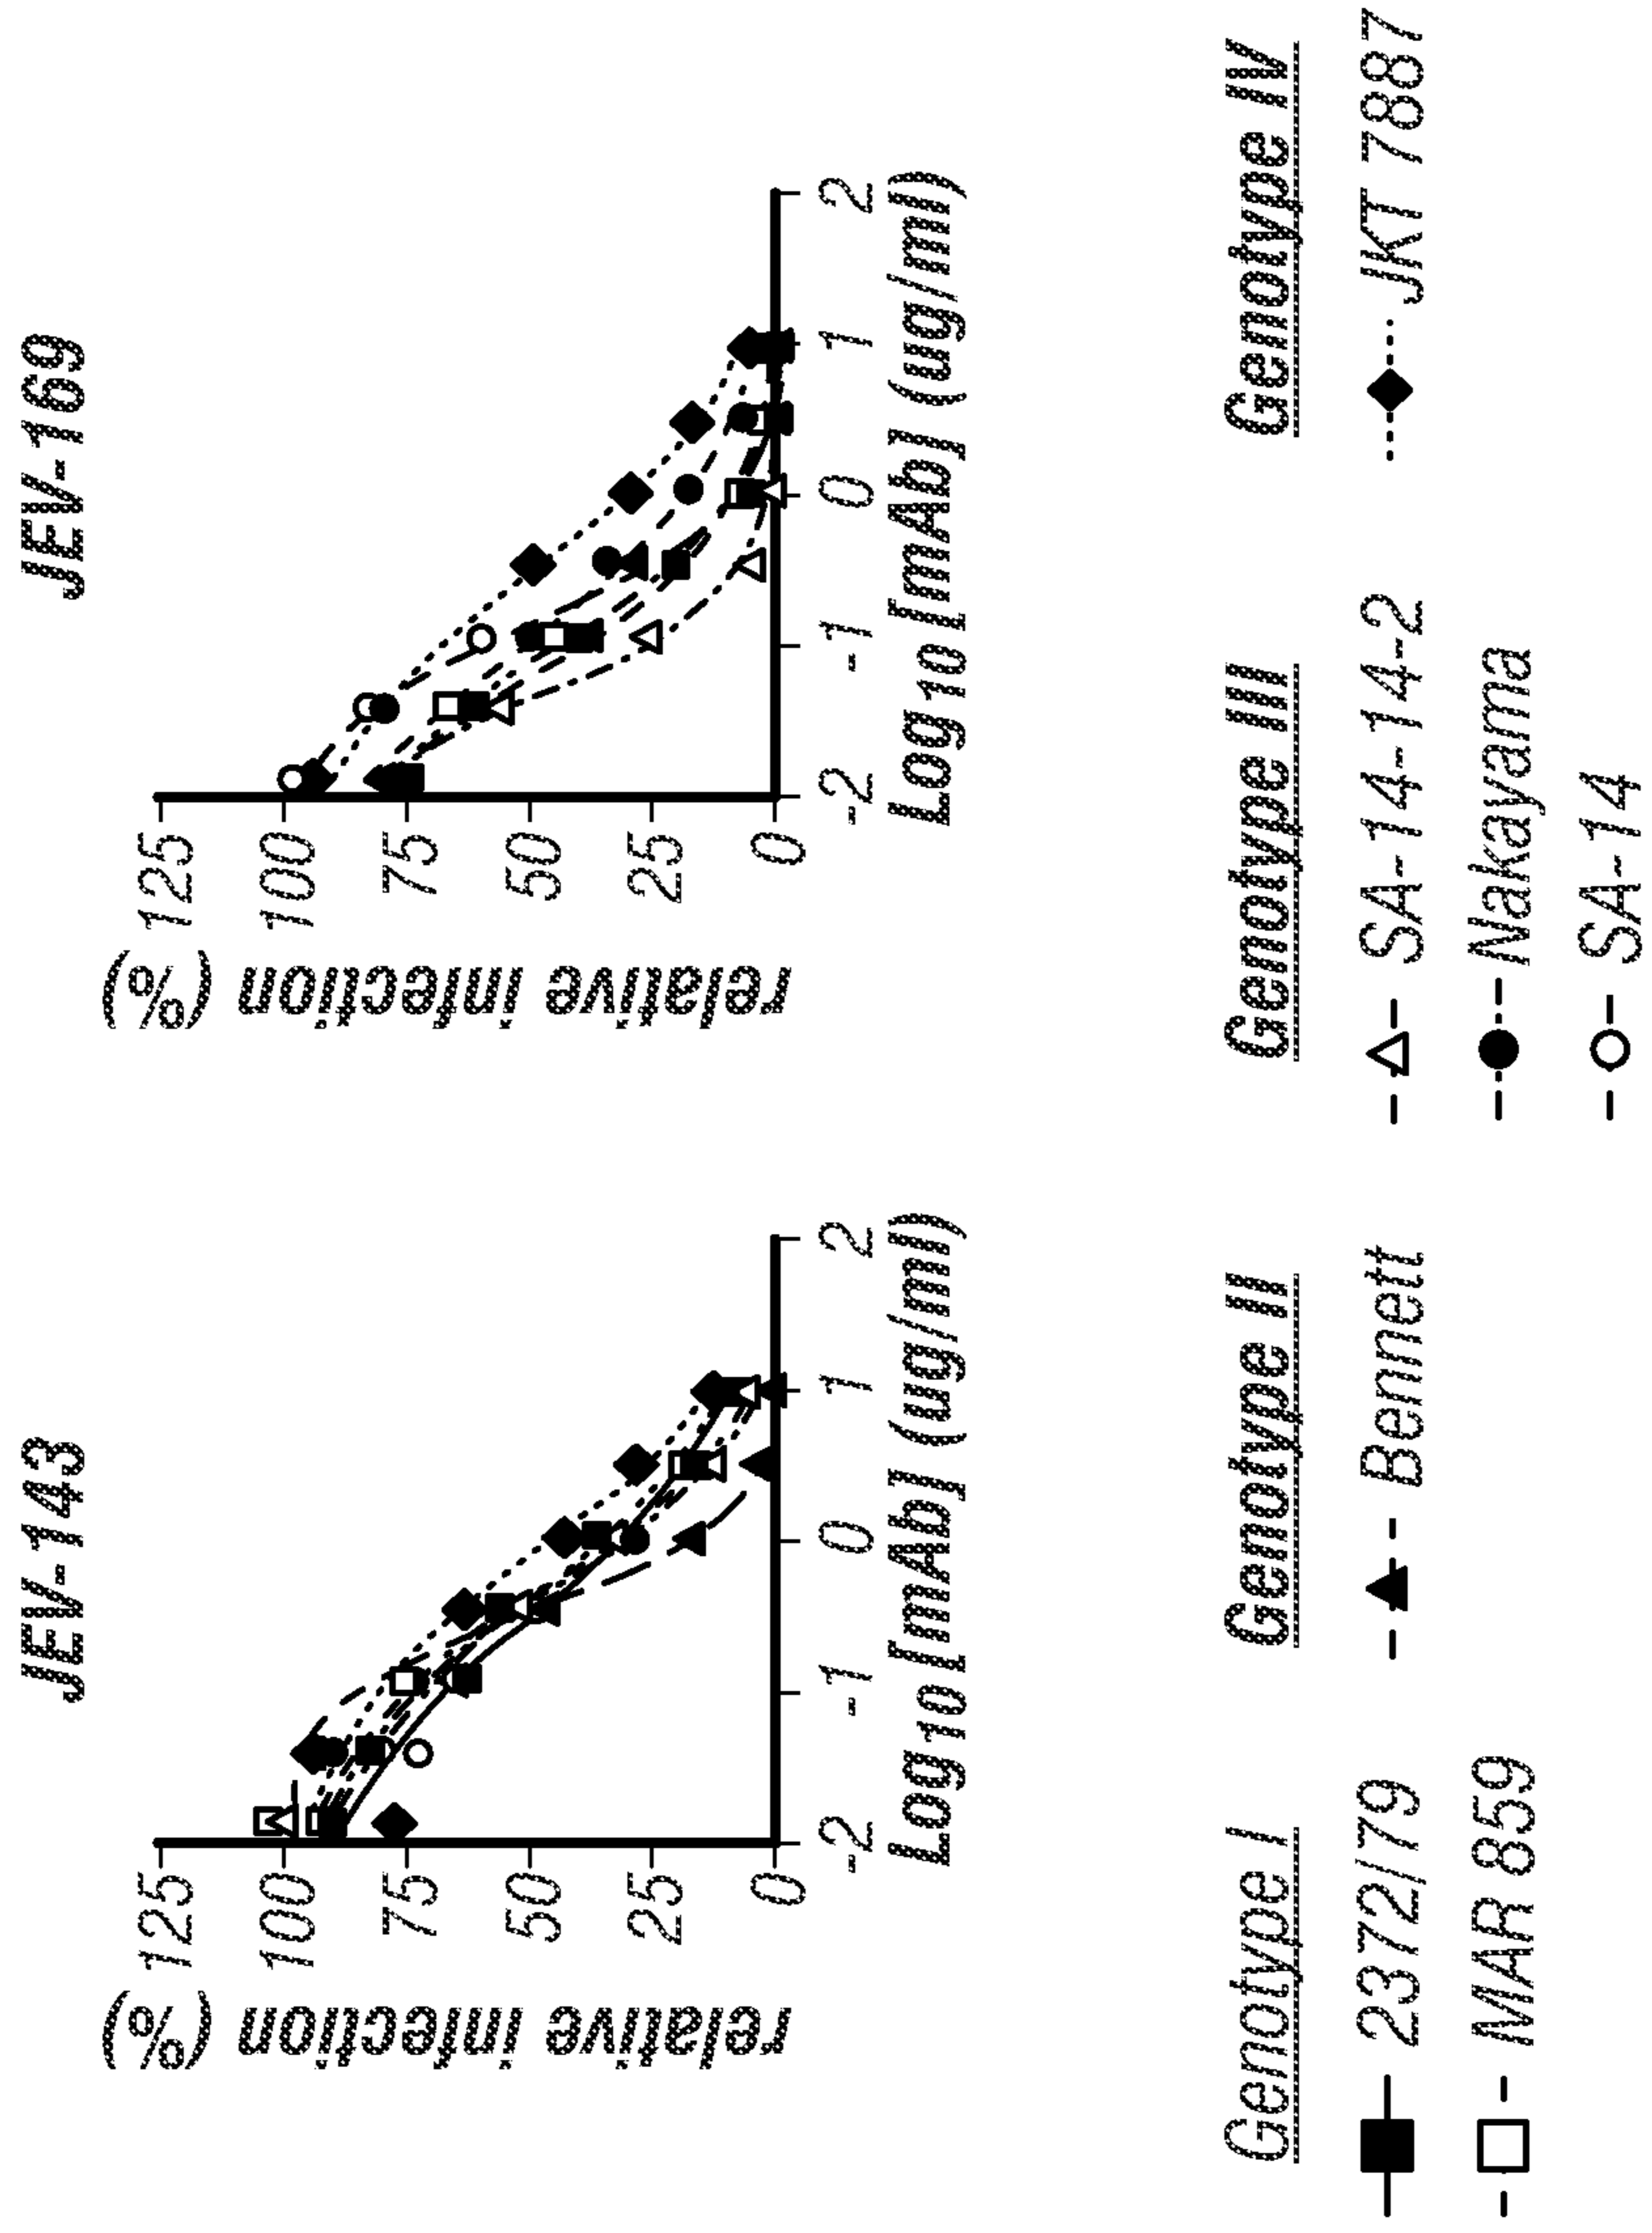 JEV-143
relative infection (%)
125
100
75
50
25
0
-2
-1
0
1
2
Log10[mAb] (ug/ml)
JEV-169
relative infection (%)
125
100
75
50
25
0
-2
-1
0
1
2
Log10[mAb] (ug/ml)
Genotype I
2372/79
MAR 859
Genotype II
Bennett
Genotype III
SA-14-14-2
Nakayama
SA-14
Genotype IV
JKT 7887